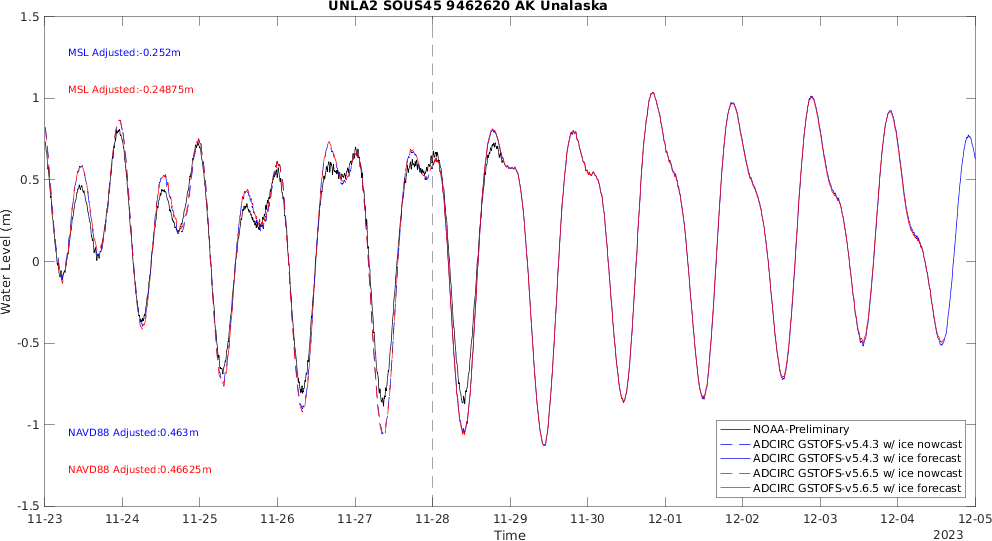 UNLA2 SOUS45 9462620 AK Unalaska
1.5
1
0.5
0
-0.5
-1
-1.5
Water Level (m)
MSL Adjusted:-0.252m
MSL Adjusted:-0.24875m
NAVD88 Adjusted:0.463m
NAVD88 Adjusted:0.46625m
NOAA-Preliminary
ADCIRC GSTOFS-v5.4.3 w/ ice nowcast
ADCIRC GSTOFS-v5.4.3 w/ ice forecast
ADCIRC GSTOFS-v5.6.5 w/ ice nowcast
ADCIRC GSTOFS-v5.6.5 w/ ice forecast
11-23 11-24 11-25 11-26 11-27 11-28 11-29 11-30 12-01 12-02 12-03 12-04 12-05
Time
2023